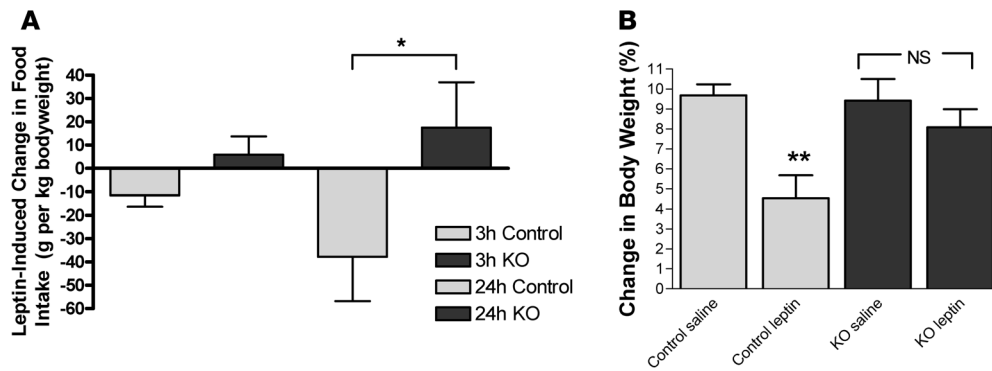 A
Leptin-Induced Change in Food
Intake (g per kg bodyweight)
40
30
20
10
0
-10
-20
-30
-40
-50
-60
*
3h Control
3h KO
24h Control
24h KO
B
Change in Body Weight (%)
11
10
9
8
7
6
5
4
3
2
1
0
**
NS
Control saline
Control leptin
KO saline
KO leptin